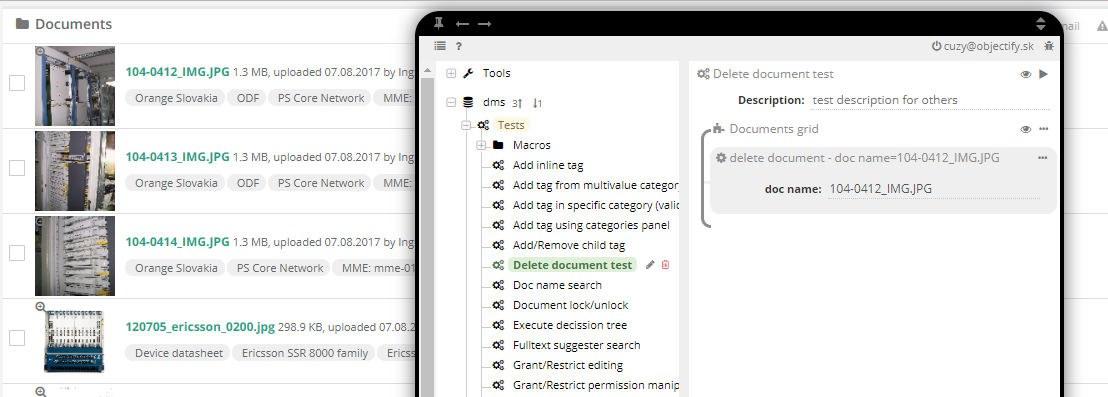 Documents
104-0412_IMG.JPG 1.3 MB, uploaded 07.08.2017 by Ing
Orange Slovakia ODF PS Core Network MME:
104-0413_IMG.JPG 1.3 MB, uploaded 07.08.2017 by Ing
Orange Slovakia ODF PS Core Network MME:
104-0414_IMG.JPG 1.3 MB, uploaded 07.08.2017 by Ing
Orange Slovakia PS Core Network MME: mme-01
120705_ericsson_0200.jpg 298.9 KB, uploaded 07.08.2
Device datasheet Ericsson SSR 8000 family Ericss
mail
?
cuzy@objectify.sk
Tools
dms 3 1
Tests
Macros
Add inline tag
Add tag from multivalue category
Add tag in specific category (valid
Add tag using categories panel
Add/Remove child tag
Delete document test
Doc name search
Document lock/unlock
Execute decission tree
Fulltext suggester search
Grant/Restrict editing
Grant/Restrict permission manip
Delete document test
Description: test description for others
Documents grid
delete document - doc name=104-0412_IMG.JPG
doc name: 104-0412_IMG.JPG